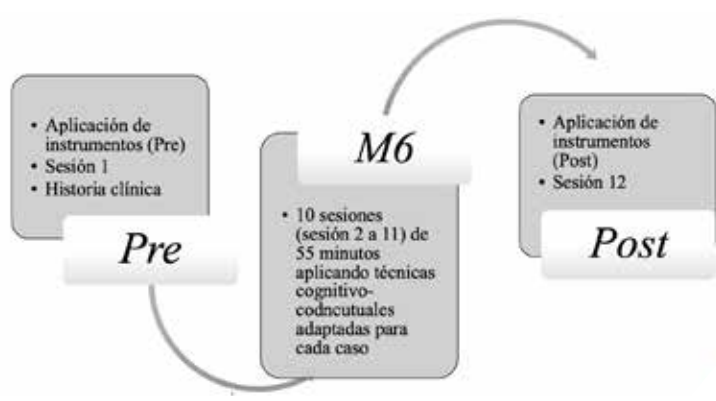 • Aplicación de
instrumentos (Pre)
• Sesión 1
• Historia clínica
Pre
M6
• 10 sesiones
(sesión 2 a 11) de
55 minutos
aplicando técnicas
cognitivo-
codncutuales
adaptadas para
cada caso
• Aplicación de
instrumentos
(Post)
• Sesión 12
Post